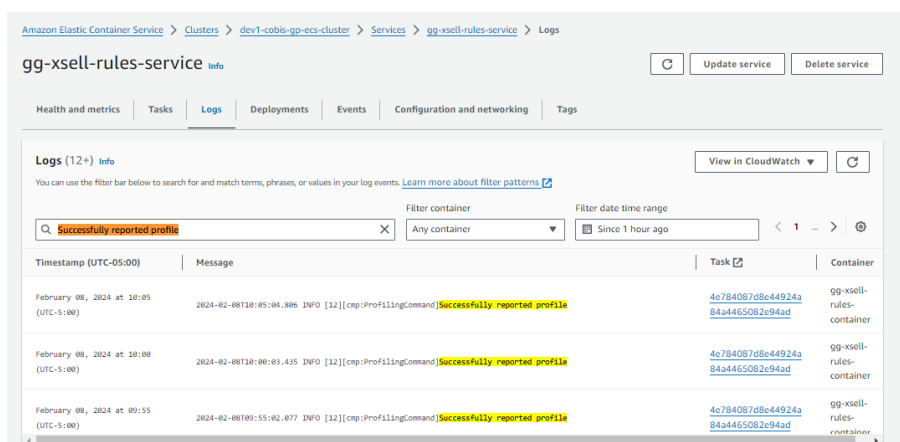 Amazon Elastic Container Service > Clusters > dev1-cobis-gp-ecs-cluster > Services > gg-xsell-rules-service > Logs
gg-xsell-rules-service Info
Update service Delete service
Health and metrics Tasks Logs Deployments Events Configuration and networking Tags
Logs (12+) Info
View in CloudWatch
You can use the filter bar below to search for and match terms, phrases, or values in your log events. Learn more about filter patterns
Filter container Filter date time range
Successfully reported profile Any container Since 1 hour ago 1 ...
Timestamp (UTC-05:00) Message Task Container
February 08, 2024 at 10:05
(UTC-5:00)
2024-02-08T10:05:04.806 INFO [12][cmp:ProfilingCommand]Successfully reported profile
4e784087d8e44924a
84a4465082e94ad
gg-xsell-
rules-
container
February 08, 2024 at 10:00
(UTC-5:00)
2024-02-08T10:00:03.435 INFO [12][cmp:ProfilingCommand]Successfully reported profile
4e784087d8e44924a
84a4465082e94ad
gg-xsell-
rules-
container
February 08, 2024 at 09:55
(UTC-5:00)
2024-02-08T09:55:02.077 INFO [12][cmp:ProfilingCommand]Successfully reported profile
4e784087d8e44924a
84a4465082e94ad
gg-xsell-
rules-
container